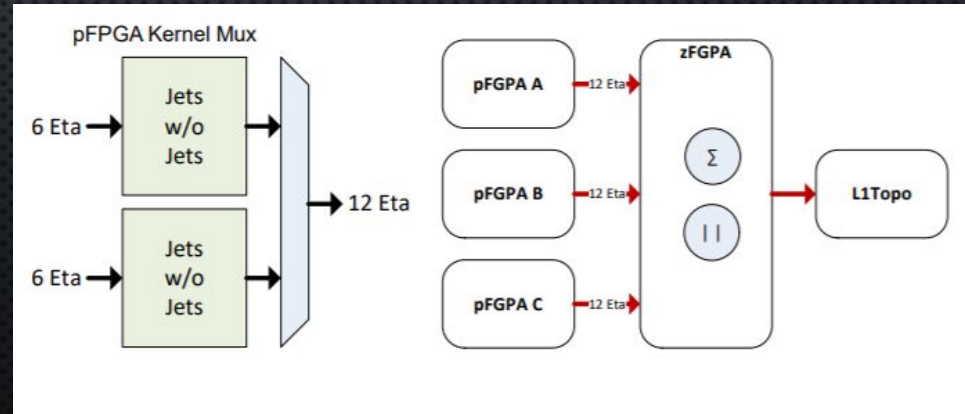 pFPGA Kernel Mux
6 Eta
Jets
w/o
Jets
12 Eta
6 Eta
Jets
w/o
Jets
pFGPA A
12 Eta
pFGPA B
12 Eta
pFGPA C
12 Eta
zFGPA
Σ
||
L1Topo